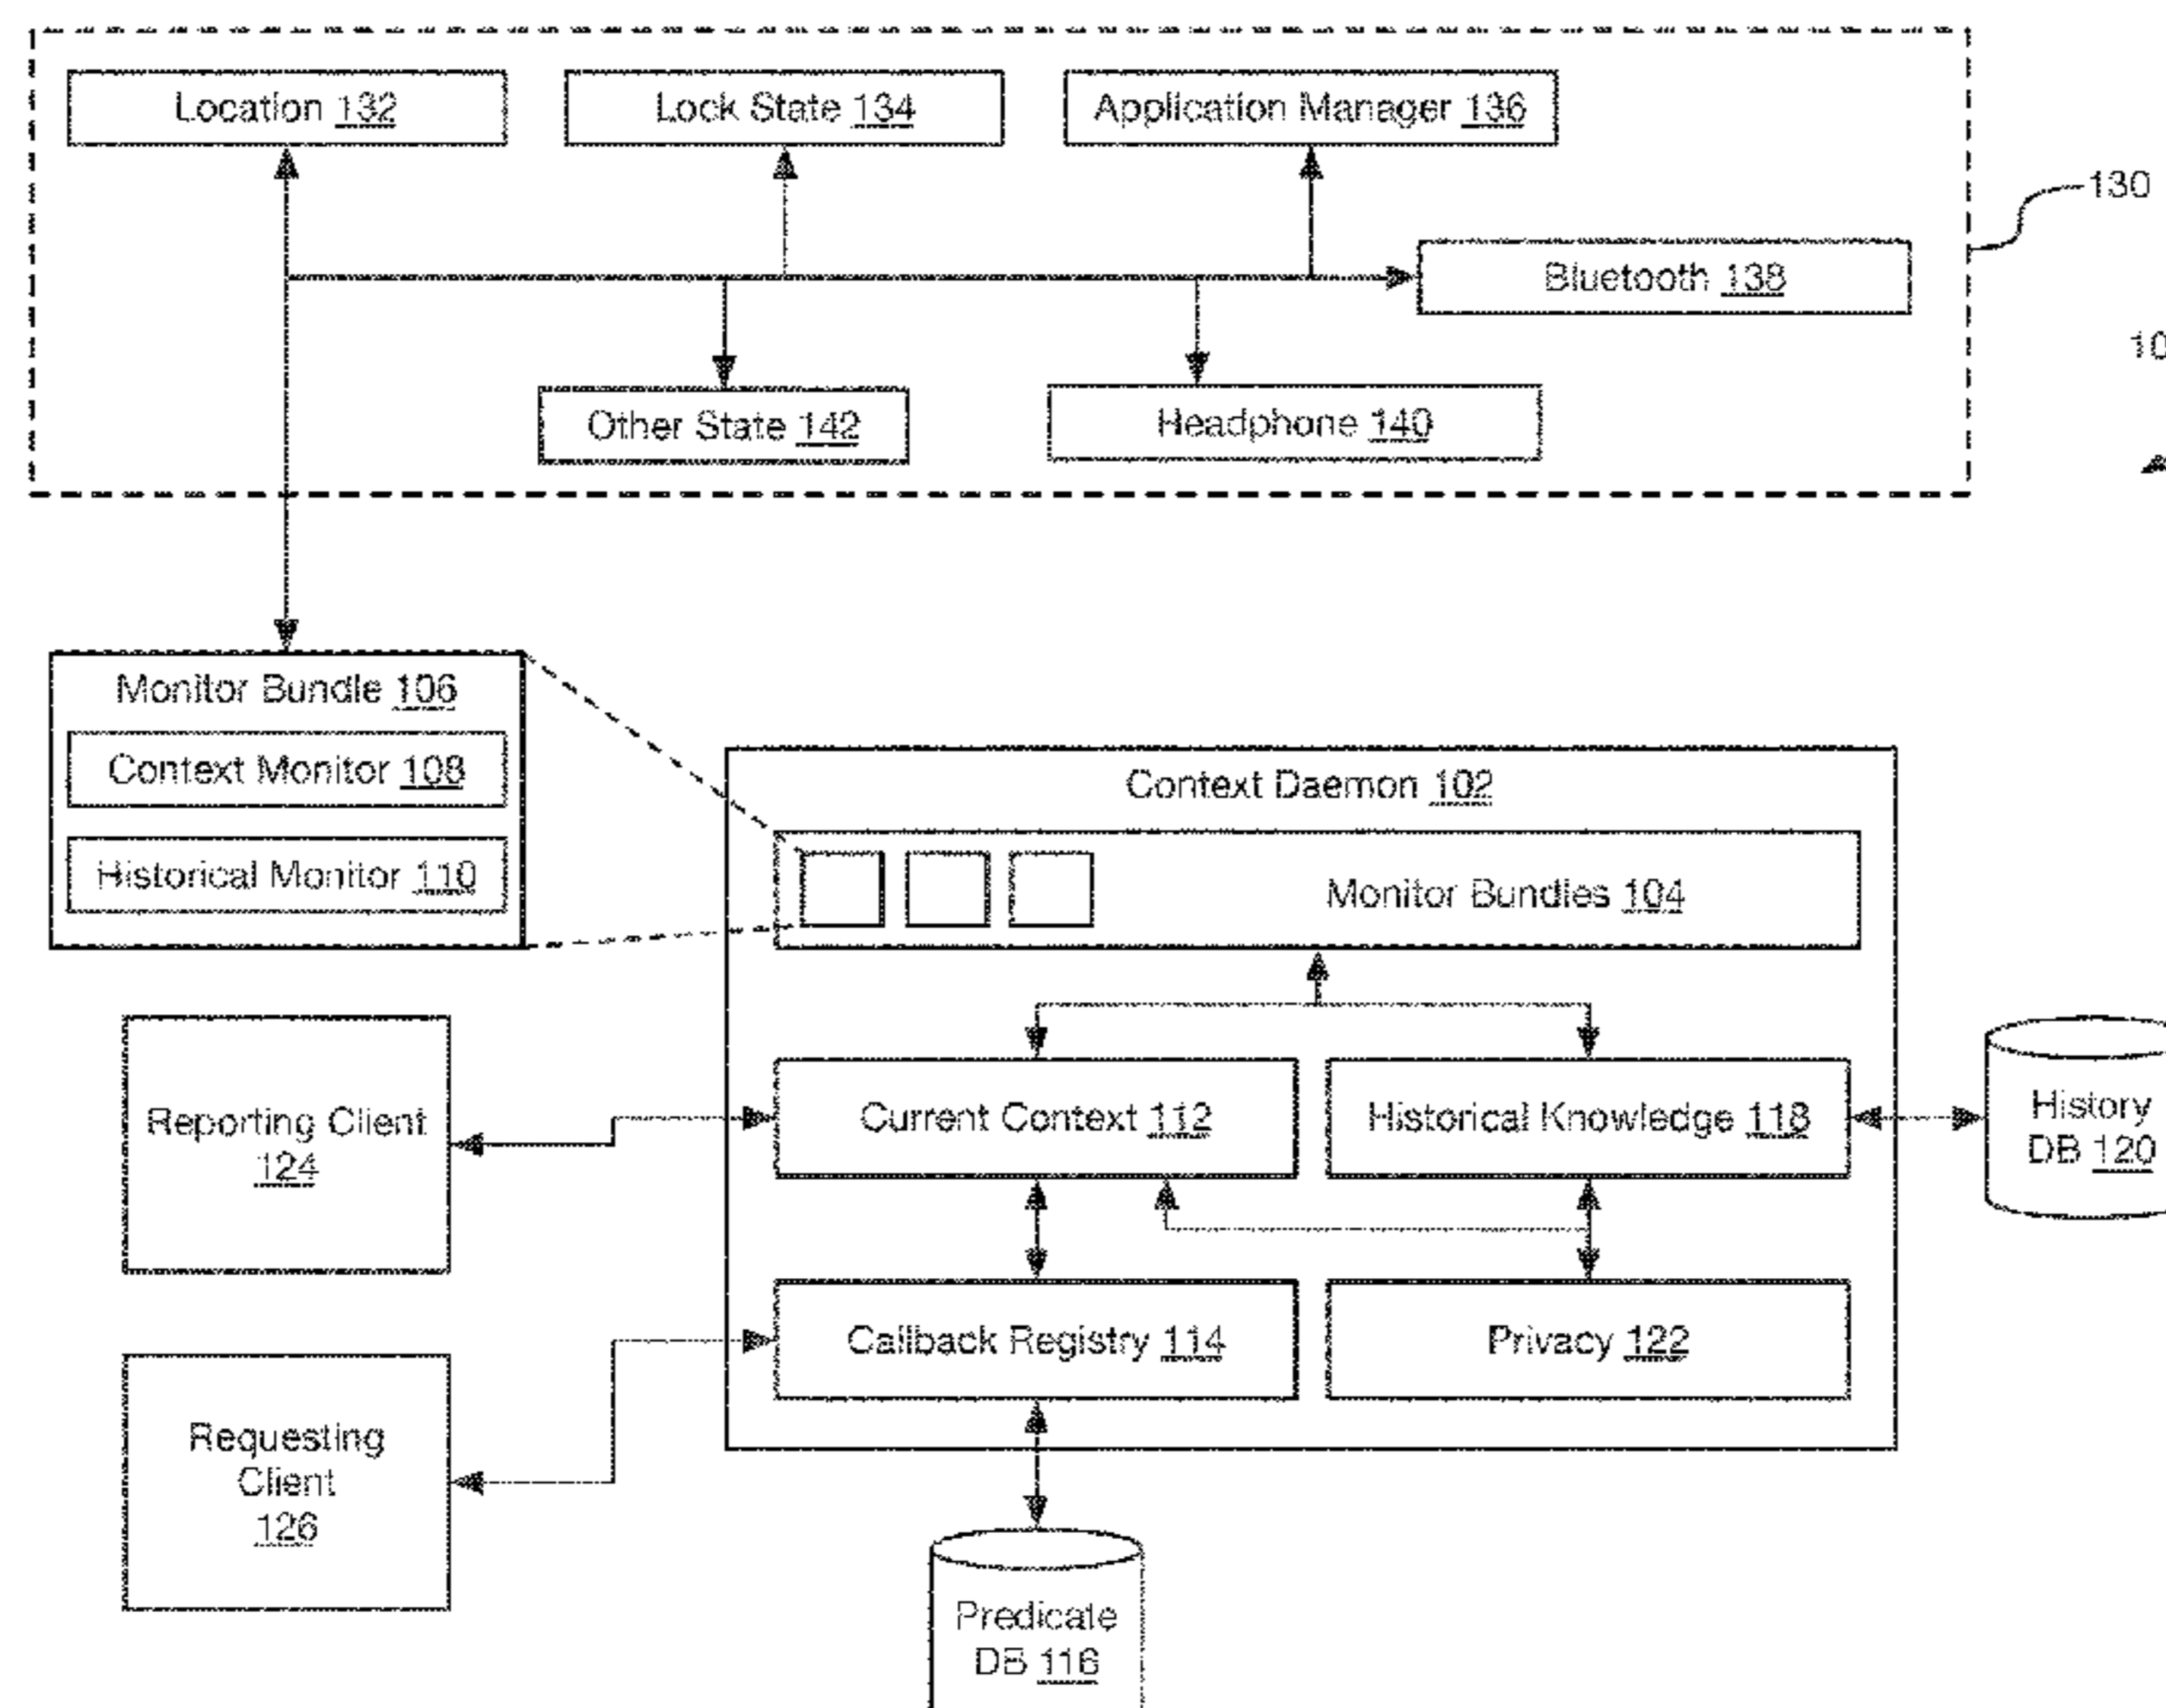 Location 132
Lock State 134
Application Manager 136
130
Bluetooth 138
10
Other State 142
Headphone 140
Monitor Bundle 106
Context Monitor 108
Historical Monitor 110
Context Daemon 102
Monitor Bundles 104
Reporting Client
124
Current Context 112
Historical Knowledge 118
History
DB 120
Callback Registry 114
Privacy 122
Requesting
Client
126
Predicate
DB 116